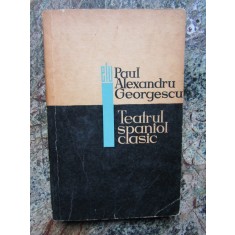 Paul
Alexandru
Georgescu
Teatrul
spaniol
clasic